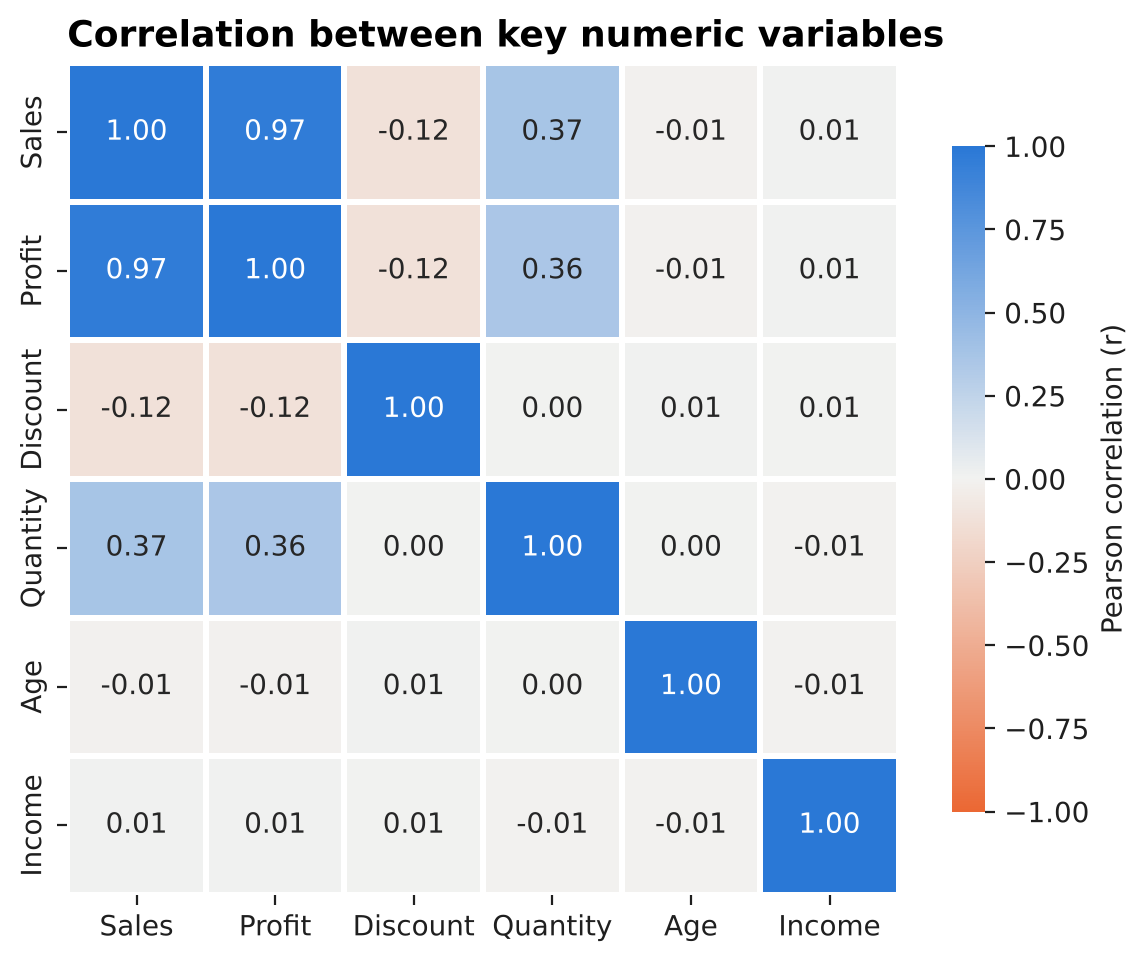 Correlation between key numeric variables
Sales 1.00 0.97 -0.12 0.37 -0.01 0.01
Profit 0.97 1.00 -0.12 0.36 -0.01 0.01
Discount -0.12 -0.12 1.00 0.00 0.01 0.01
Quantity 0.37 0.36 0.00 1.00 0.00 -0.01
Age -0.01 -0.01 0.01 0.00 1.00 -0.01
Income 0.01 0.01 0.01 -0.01 -0.01 1.00
Sales Profit Discount Quantity Age Income
1.00
0.75
0.50
0.25
0.00
−0.25
−0.50
−0.75
−1.00
Pearson correlation (r)